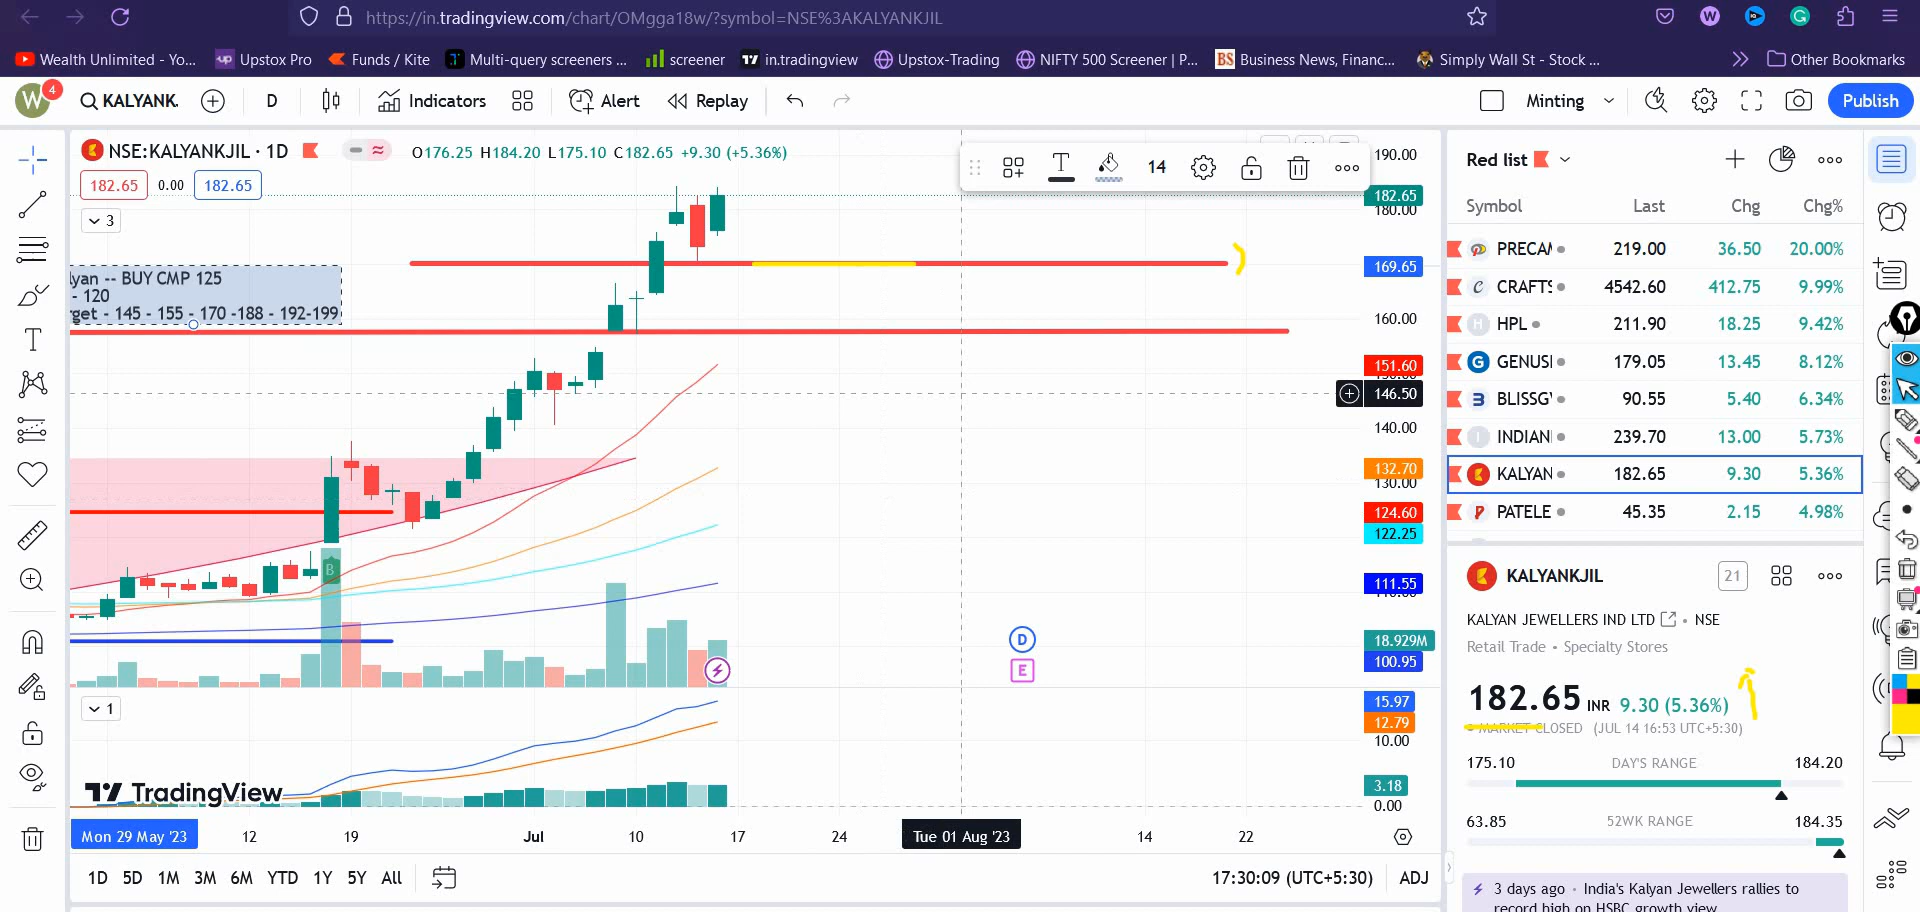 https://in.tradingview.com/chart/OMgga18w/?symbol=NSE%3AKALYANKJIL
Wealth Unlimited - Yo... Upstox Pro Funds / Kite Multi-query screeners ... screener in.tradingview Upstox-Trading NIFTY 500 Screener | P... Business News, Financ... Simply Wall St - Stock ... Other Bookmarks
W 4 KALYANK. D Indicators Alert Replay Minting Publish
NSE:KALYANKJIL · 1D O176.25 H184.20 L175.10 C182.65 +9.30 (+5.36%)
182.65 0.00 182.65
3
14
lyan -- BUY CMP 125
- 120
rget - 145 - 155 - 170 -188 - 192-199
B
D
E
190.00
182.65
180.00
169.65
160.00
151.60
146.50
140.00
132.70
130.00
124.60
122.25
111.55
18.929M
100.95
1
15.97
12.79
10.00
3.18
0.00
TradingView
Mon 29 May '23 12 19 Jul 10 17 24 Tue 01 Aug '23 14 22
1D 5D 1M 3M 6M YTD 1Y 5Y All 17:30:09 (UTC+5:30) ADJ
Red list
Symbol Last Chg Chg%
PRECAM 219.00 36.50 20.00%
CRAFTS 4542.60 412.75 9.99%
HPL 211.90 18.25 9.42%
GENUSI 179.05 13.45 8.12%
BLISSG 90.55 5.40 6.34%
INDIANI 239.70 13.00 5.73%
KALYAN 182.65 9.30 5.36%
PATELE 45.35 2.15 4.98%
KALYANKJIL 21
KALYAN JEWELLERS IND LTD • NSE
Retail Trade • Specialty Stores
182.65 INR 9.30 (5.36%)
MARKET CLOSED (JUL 14 16:53 UTC+5:30)
175.10 DAY'S RANGE 184.20
63.85 52WK RANGE 184.35
3 days ago · India's Kalyan Jewellers rallies to
record high on HSBC growth view